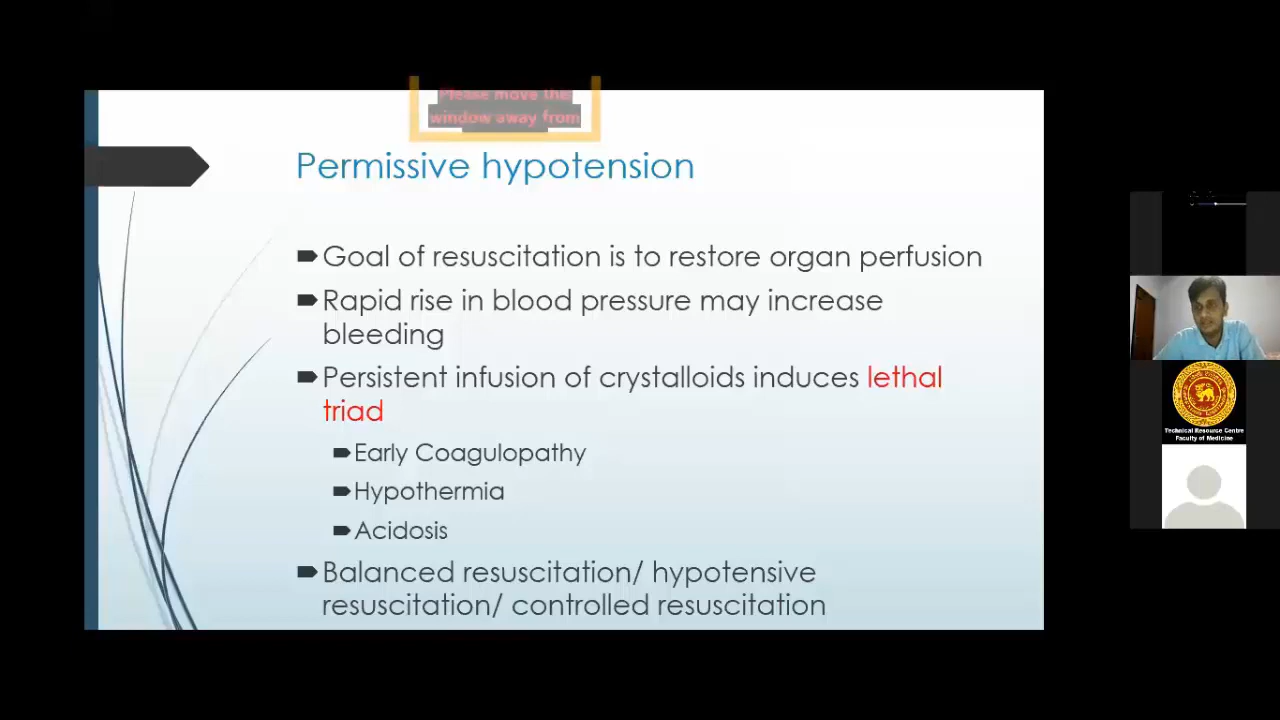 Please move the
window away from
Permissive hypotension
Goal of resuscitation is to restore organ perfusion
Rapid rise in blood pressure may increase
bleeding
Persistent infusion of crystalloids induces lethal
triad
Early Coagulopathy
Hypothermia
Acidosis
Balanced resuscitation/ hypotensive
resuscitation/ controlled resuscitation
Technical Resource Centre
Faculty of Medicine